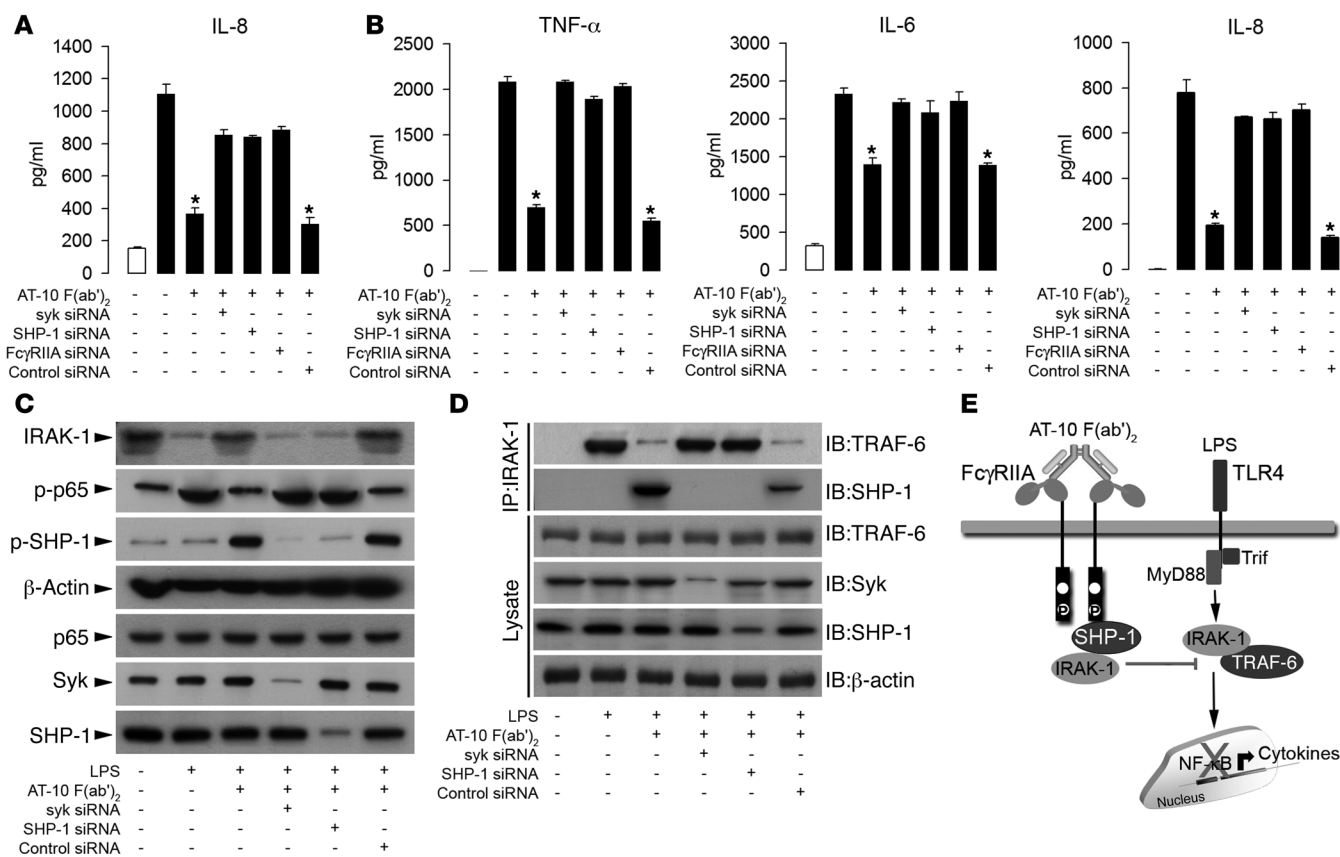 A
IL-8
1400
1200
1000
800
600
400
200
0
pg/ml
AT-10 F(ab')2 - - + + + + +
syk siRNA - - - + - - -
SHP-1 siRNA - - - - + - -
FcγRIIA siRNA - - - - - + -
Control siRNA - - - - - - +
* *
B
TNF-α
2500
2000
1500
1000
500
0
pg/ml
* *
AT-10 F(ab')2 - - + + + + +
syk siRNA - - - + - - -
SHP-1 siRNA - - - - + - -
FcγRIIA siRNA - - - - - + -
Control siRNA - - - - - - +
IL-6
3000
2500
2000
1500
1000
500
0
pg/ml
* *
AT-10 F(ab')2 - - + + + + +
syk siRNA - - - + - - -
SHP-1 siRNA - - - - + - -
FcγRIIA siRNA - - - - - + -
Control siRNA - - - - - - +
IL-8
1000
800
600
400
200
0
pg/ml
* *
AT-10 F(ab')2 - - + + + + +
syk siRNA - - - + - - -
SHP-1 siRNA - - - - + - -
FcγRIIA siRNA - - - - - + -
Control siRNA - - - - - - +
C
IRAK-1
p-p65
p-SHP-1
β-Actin
p65
Syk
SHP-1
LPS - + + + + +
AT-10 F(ab')2 - - + + + +
syk siRNA - - - + - -
SHP-1 siRNA - - - - + -
Control siRNA - - - - - +
D
IP:IRAK-1
IB:TRAF-6
IB:SHP-1
Lysate
IB:TRAF-6
IB:Syk
IB:SHP-1
IB:β-actin
LPS - + + + + +
AT-10 F(ab')2 - - + + + +
syk siRNA - - - + - -
SHP-1 siRNA - - - - + -
Control siRNA - - - - - +
E
AT-10 F(ab')2
LPS
FcγRIIA
TLR4
Trif
MyD88
P P
SHP-1
IRAK-1
IRAK-1
TRAF-6
NF-κB
Cytokines
Nucleus